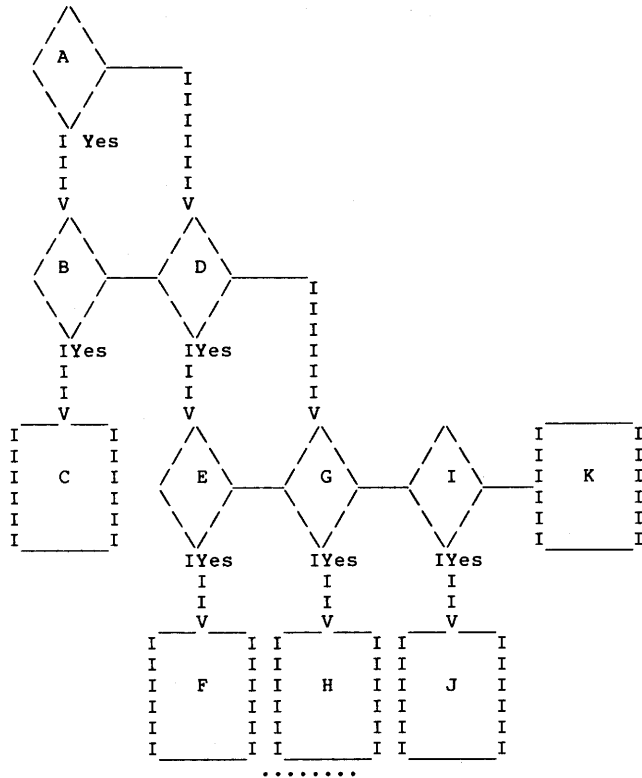 A
Yes
B D
Yes Yes
C E G I K
Yes Yes Yes
F H J